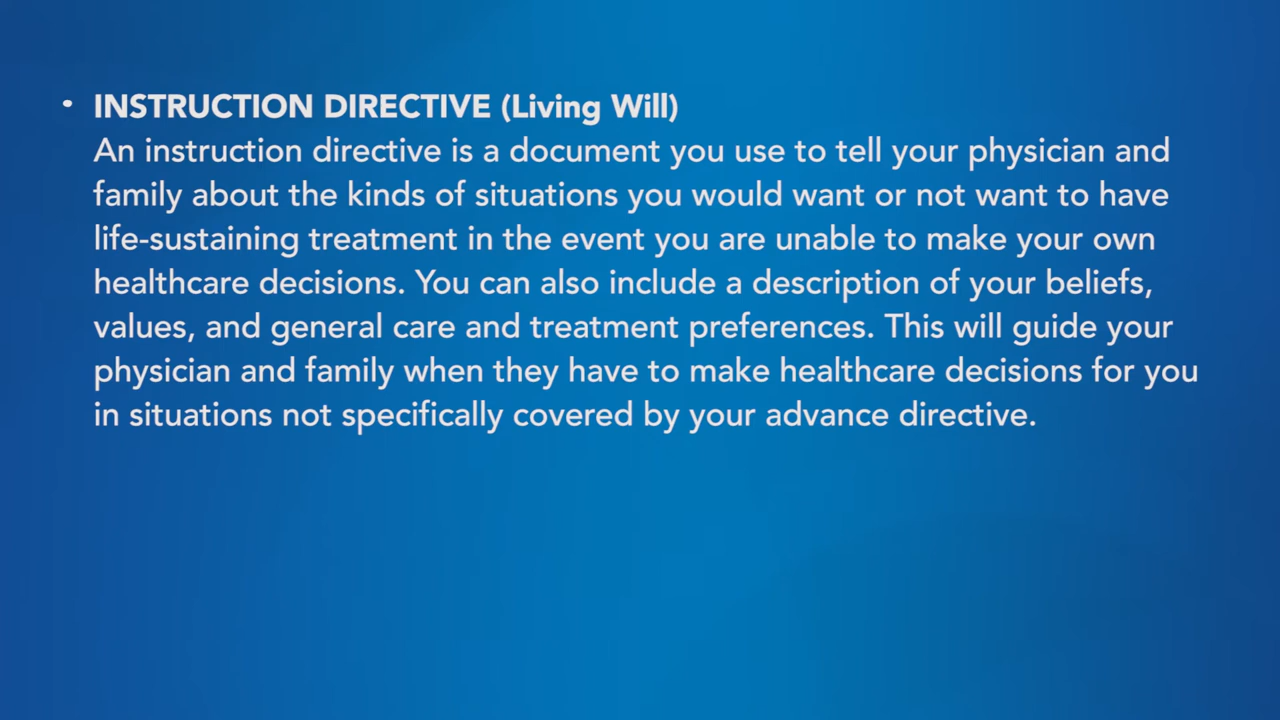 • INSTRUCTION DIRECTIVE (Living Will)
An instruction directive is a document you use to tell your physician and
family about the kinds of situations you would want or not want to have
life-sustaining treatment in the event you are unable to make your own
healthcare decisions. You can also include a description of your beliefs,
values, and general care and treatment preferences. This will guide your
physician and family when they have to make healthcare decisions for you
in situations not specifically covered by your advance directive.